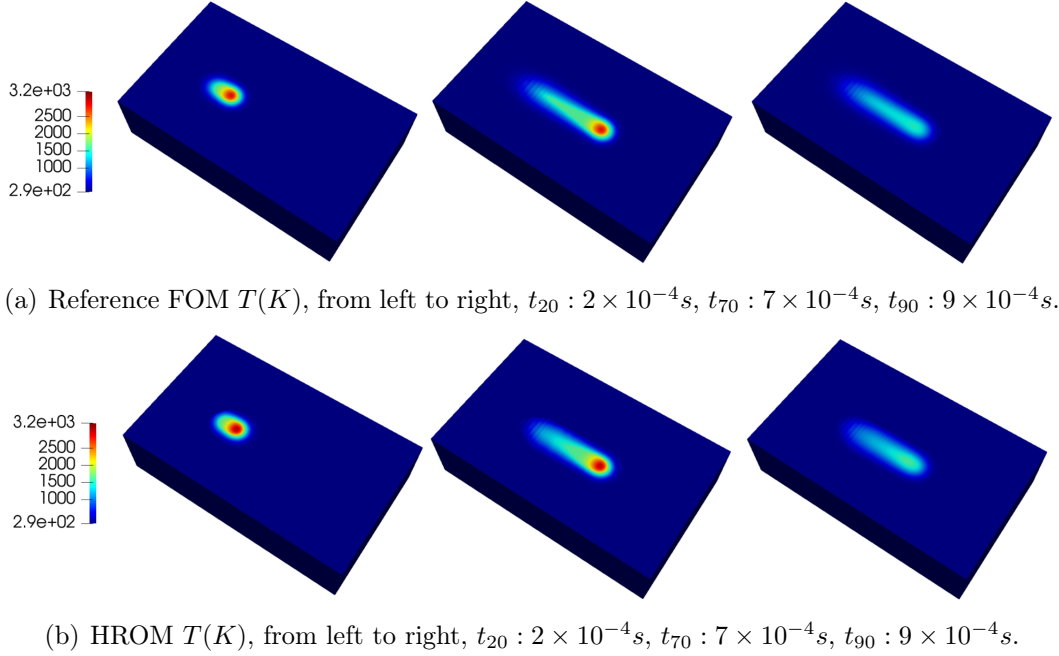 3.2e+03
2500
2000
1500
1000
2.9e+02
(a) Reference FOM T(K), from left to right, t₂₀ : 2 × 10⁻⁴s, t₇₀ : 7 × 10⁻⁴s, t₉₀ : 9 × 10⁻⁴s.
3.2e+03
2500
2000
1500
1000
2.9e+02
(b) HROM T(K), from left to right, t₂₀ : 2 × 10⁻⁴s, t₇₀ : 7 × 10⁻⁴s, t₉₀ : 9 × 10⁻⁴s.